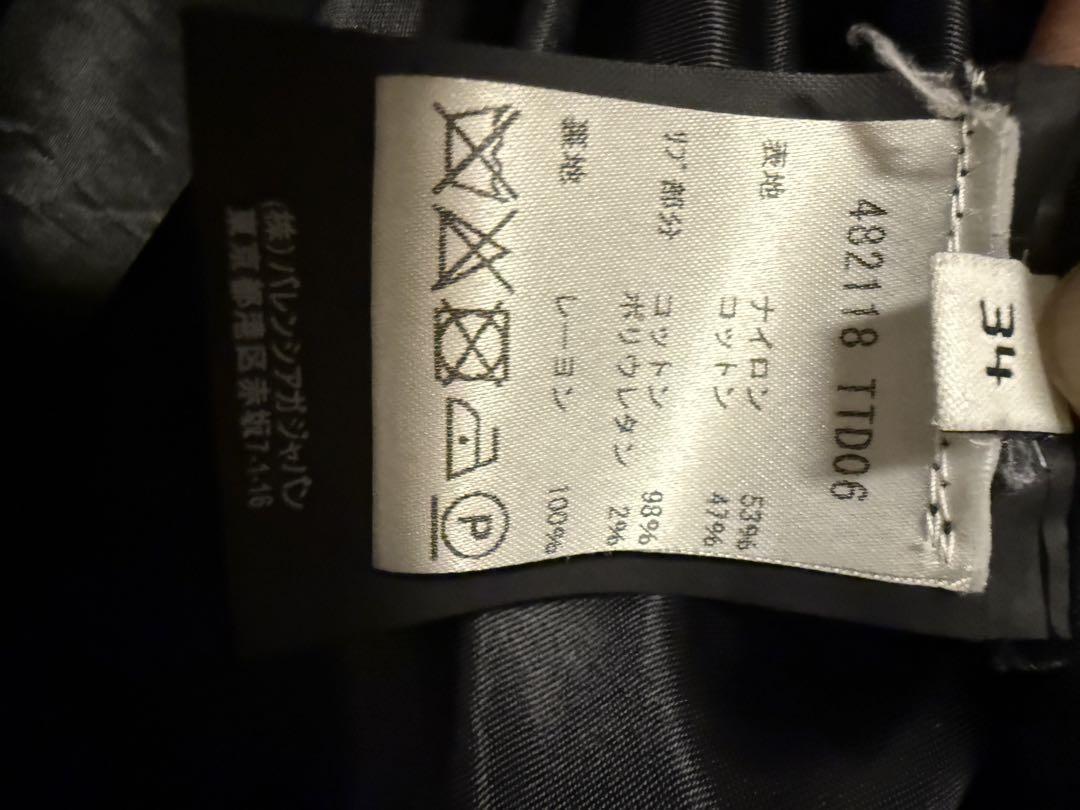 34
482118 TTD06
表地 ナイロン 53%
コットン 47%
リブ部分 コットン 98%
ポリウレタン 2%
裏地 レーヨン 100%
P
(株)バレンシアガジャパン
東京都港区赤坂7-1-16